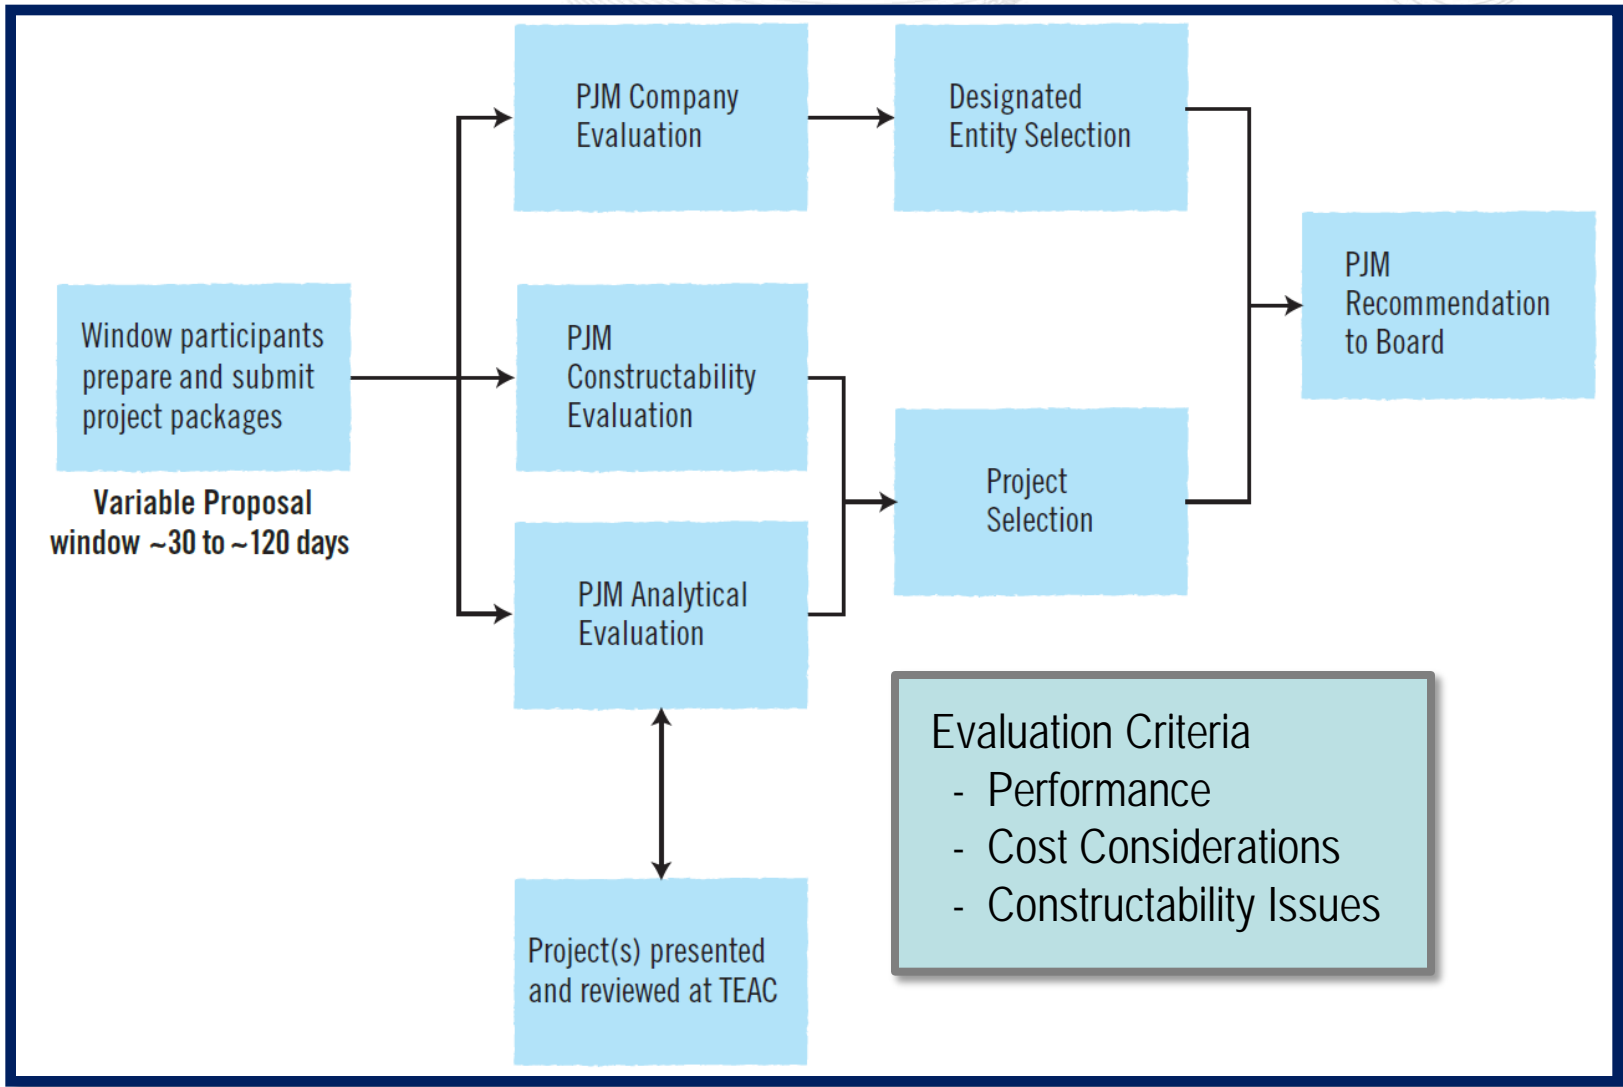 PJM Company
Evaluation
Designated
Entity Selection
PJM
Recommendation
to Board
Window participants
prepare and submit
project packages
Variable Proposal
window ~30 to ~120 days
PJM
Constructability
Evaluation
Project
Selection
PJM Analytical
Evaluation
Project(s) presented
and reviewed at TEAC
Evaluation Criteria
- Performance
- Cost Considerations
- Constructability Issues